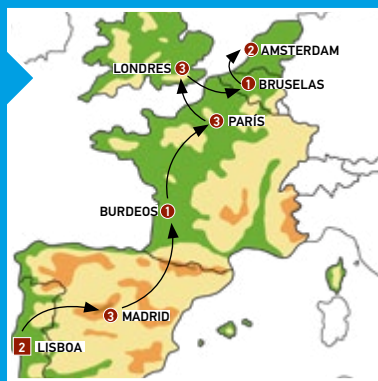 2 AMSTERDAM
LONDRES 3
1 BRUSELAS
3 PARÍS
BURDEOS 1
3 MADRID
2 LISBOA